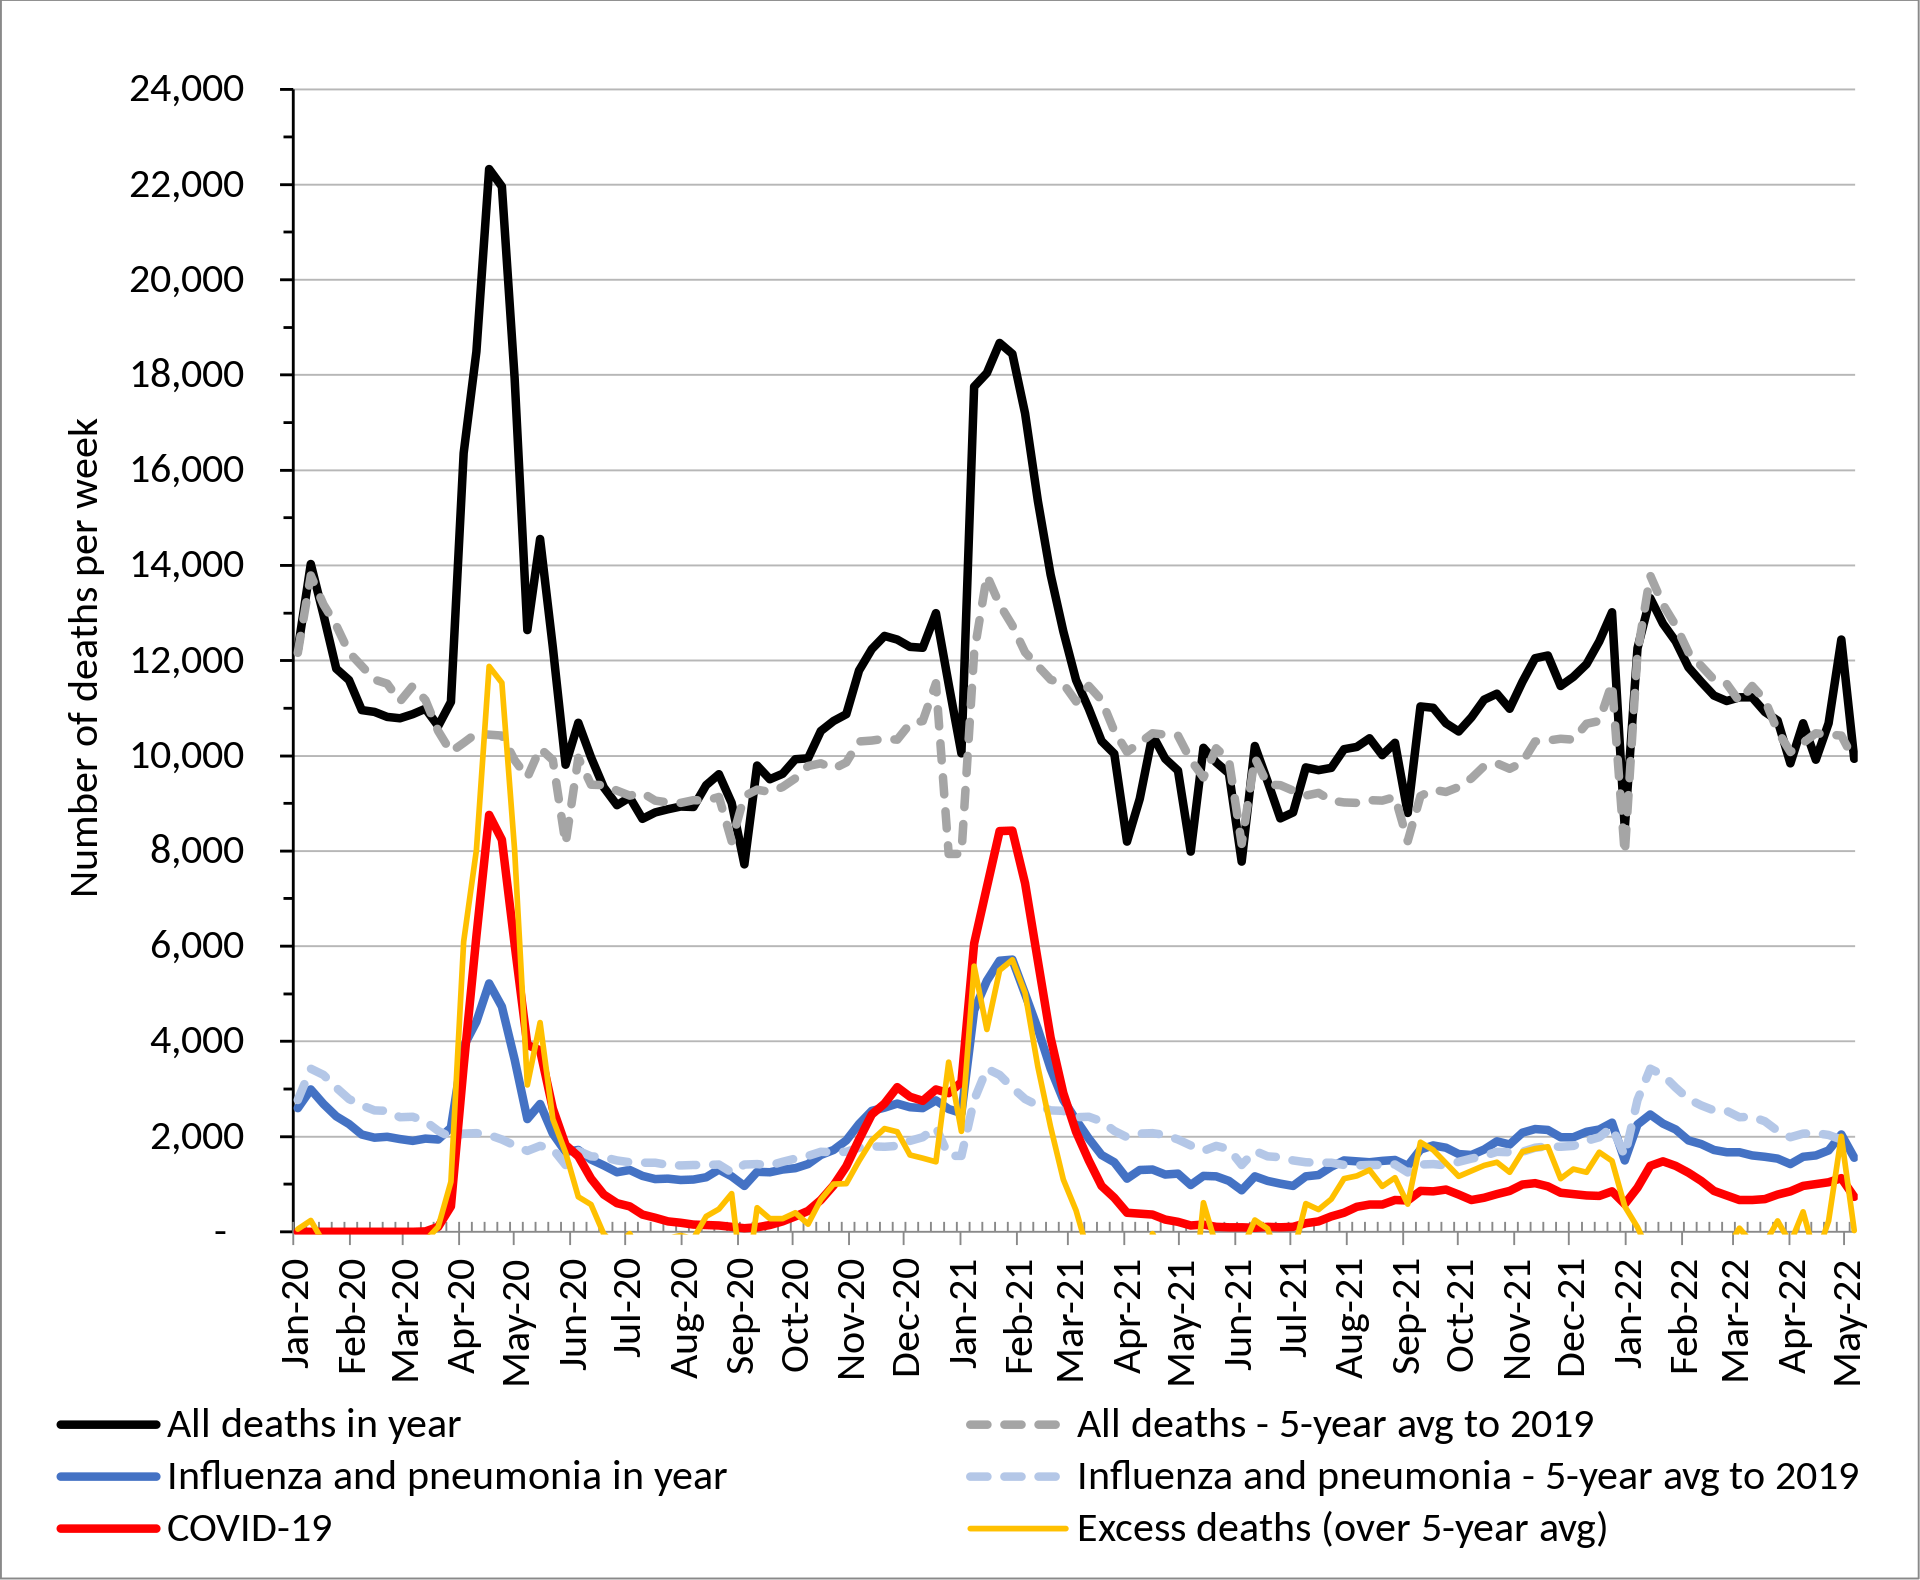 24,000
22,000
20,000
18,000
16,000
14,000
12,000
10,000
8,000
6,000
4,000
2,000
-
Number of deaths per week
Jan-20
Feb-20
Mar-20
Apr-20
May-20
Jun-20
Jul-20
Aug-20
Sep-20
Oct-20
Nov-20
Dec-20
Jan-21
Feb-21
Mar-21
Apr-21
May-21
Jun-21
Jul-21
Aug-21
Sep-21
Oct-21
Nov-21
Dec-21
Jan-22
Feb-22
Mar-22
Apr-22
May-22
All deaths in year
All deaths - 5-year avg to 2019
Influenza and pneumonia in year
Influenza and pneumonia - 5-year avg to 2019
COVID-19
Excess deaths (over 5-year avg)